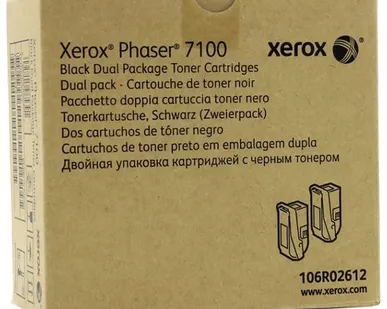 Xerox® Phaser® 7100
xerox
Black Dual Package Toner Cartridges
Dual pack - Cartouche de toner noir
Pacchetto doppia cartuccia toner nero
Tonerkartusche, Schwarz (Zweierpack)
Dos cartuchos de tóner negro
Cartuchos de toner preto em embalagem dupla
Двойная упаковка картриджей с черным тонером
106R02612
www.xerox.com